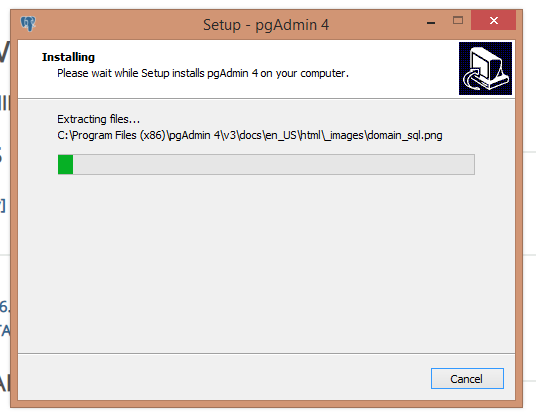 Setup - pgAdmin 4
Installing
Please wait while Setup installs pgAdmin 4 on your computer.
Extracting files...
C:\Program Files (x86)\pgAdmin 4\v3\docs\en_US\html\_images\domain_sql.png
Cancel